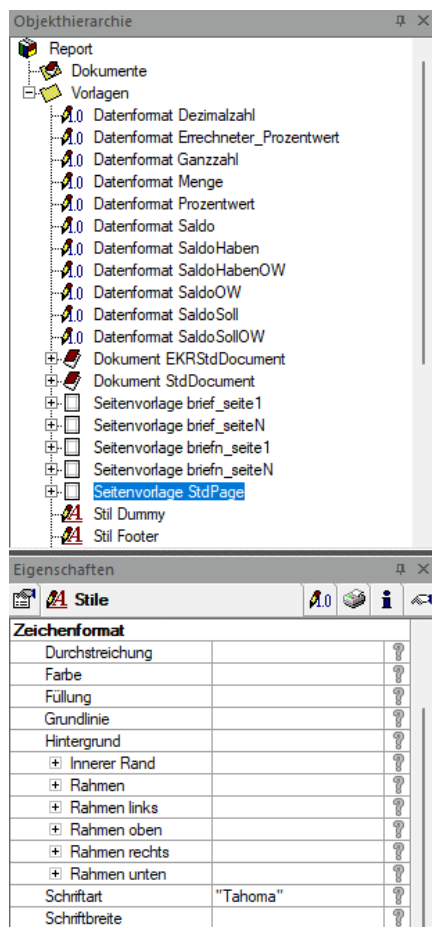 Objekthierarchie
Report
Dokumente
Vorlagen
Datenformat Dezimalzahl
Datenformat Errechneter_Prozentwert
Datenformat Ganzzahl
Datenformat Menge
Datenformat Prozentwert
Datenformat Saldo
Datenformat SaldoHaben
Datenformat SaldoHabenOW
Datenformat SaldoOW
Datenformat SaldoSoll
Datenformat SaldoSollOW
Dokument EKRStdDocument
Dokument StdDocument
Seitenvorlage brief_seite1
Seitenvorlage brief_seiteN
Seitenvorlage briefn_seite1
Seitenvorlage briefn_seiteN
Seitenvorlage StdPage
Stil Dummy
Stil Footer
Eigenschaften
Stile
Zeichenformat
Durchstreichung
Farbe
Füllung
Grundlinie
Hintergrund
Innerer Rand
Rahmen
Rahmen links
Rahmen oben
Rahmen rechts
Rahmen unten
Schriftart "Tahoma"
Schriftbreite